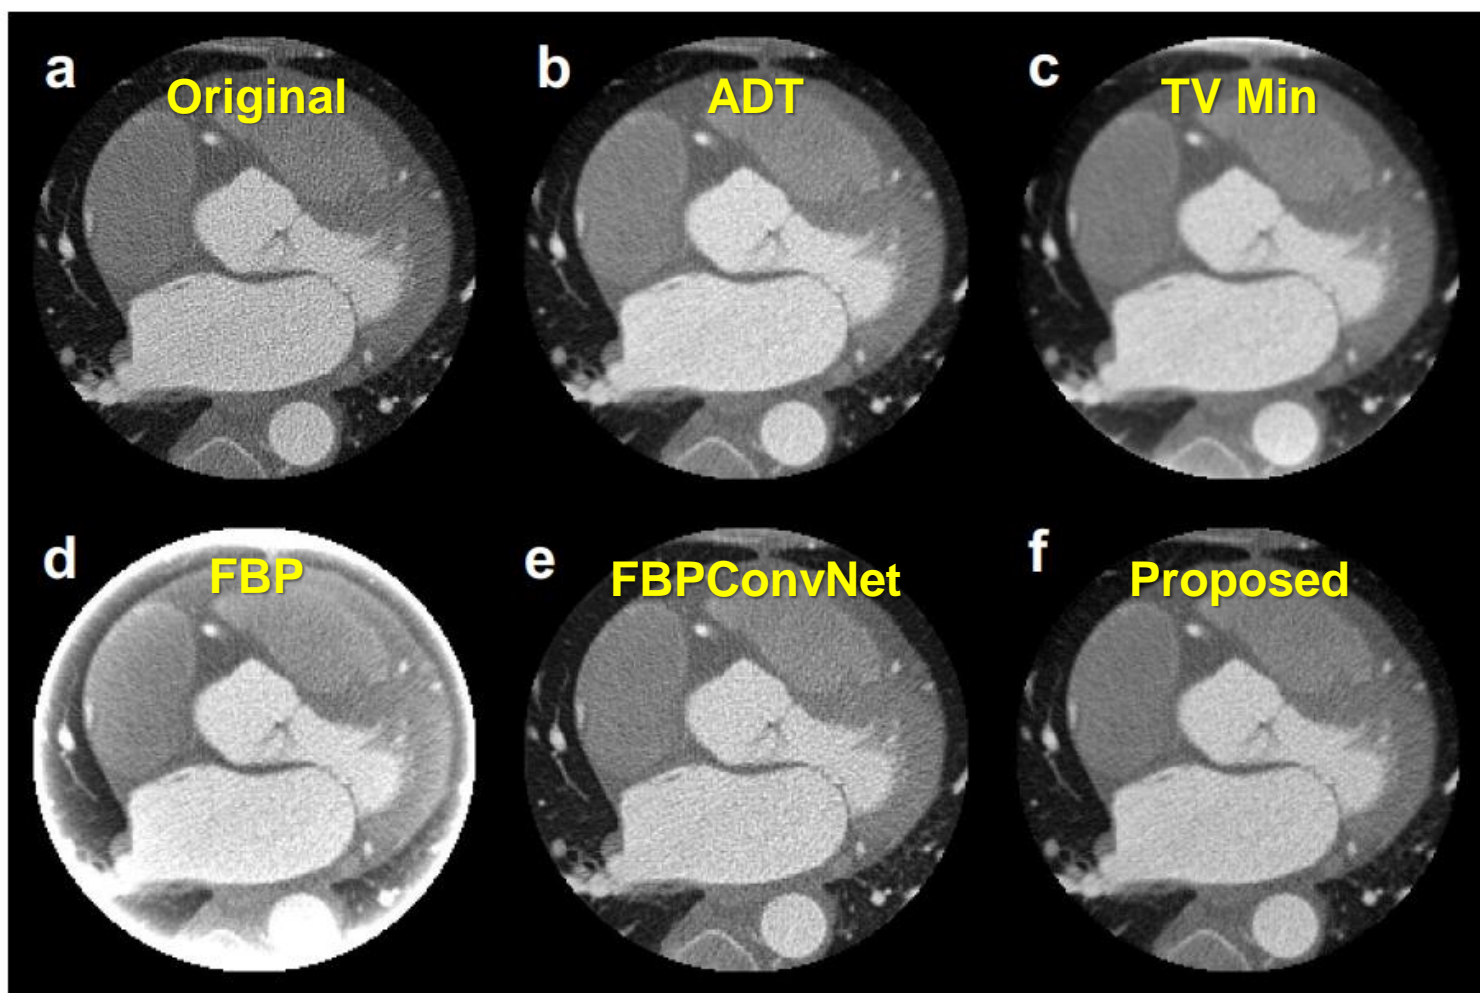 a
Original
b
ADT
c
TV Min
d
FBP
e
FBPConvNet
f
Proposed